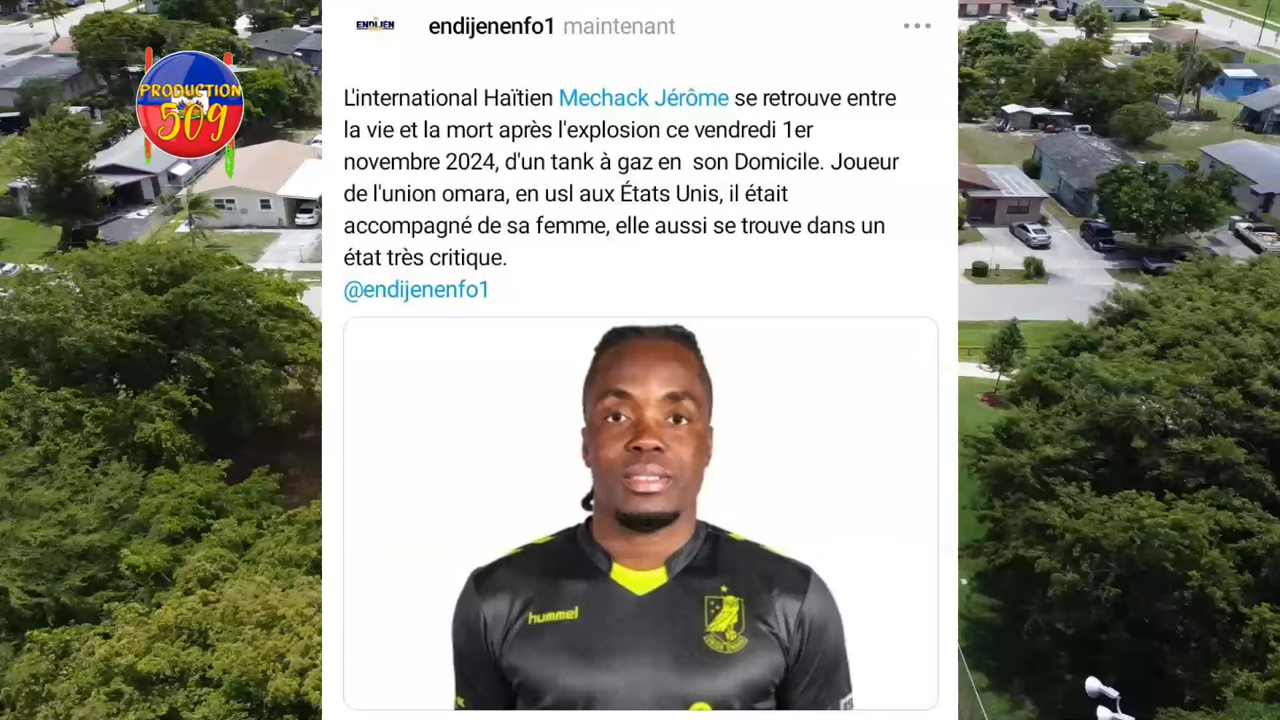 ENDIJÈN
endijenenfo1 maintenant
PRODUCTION
509
L'international Haïtien Mechack Jérôme se retrouve entre
la vie et la mort après l'explosion ce vendredi 1er
novembre 2024, d'un tank à gaz en son Domicile. Joueur
de l'union omara, en usl aux États Unis, il était
accompagné de sa femme, elle aussi se trouve dans un
état très critique.
@endijenenfo1
hummel